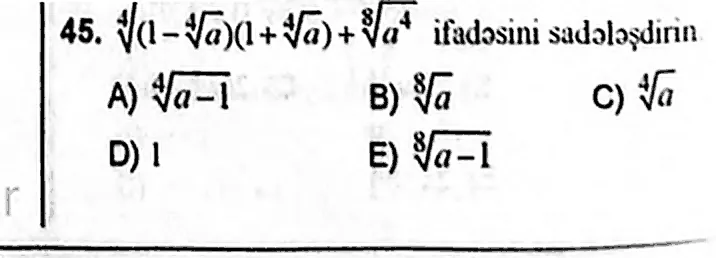 45. ∜((1−∜a)(1+∜a)+⁸√a⁴) ifadəsini sadələşdirin.
A) ∜(a−1) B) ⁸√a C) ∜a
D) 1 E) ⁸√(a−1)
r